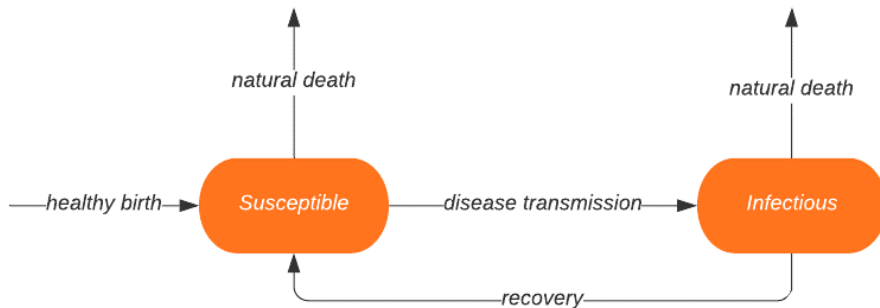 natural death
natural death
healthy birth
Susceptible
disease transmission
Infectious
recovery